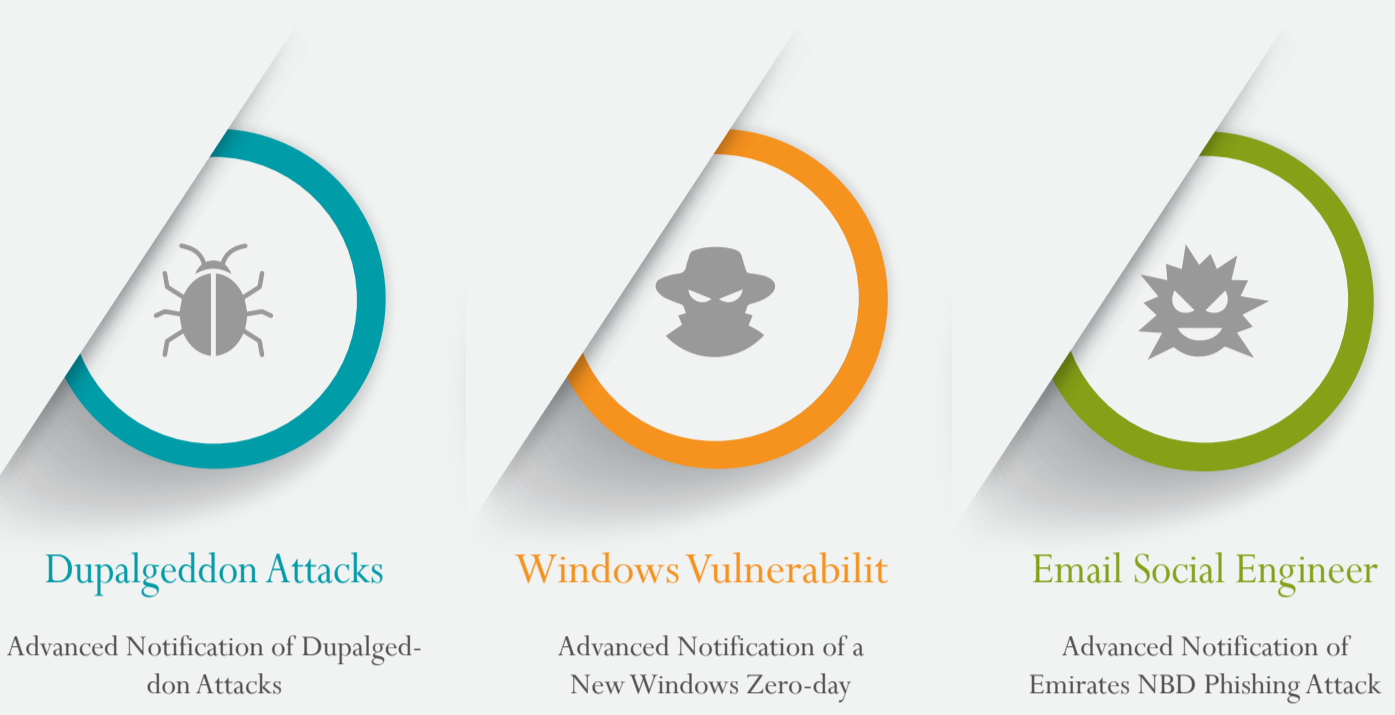 Dupalgeddon Attacks
Advanced Notification of Dupalged-
don Attacks
Windows Vulnerabilit
Advanced Notification of a
New Windows Zero-day
Email Social Engineer
Advanced Notification of
Emirates NBD Phishing Attack